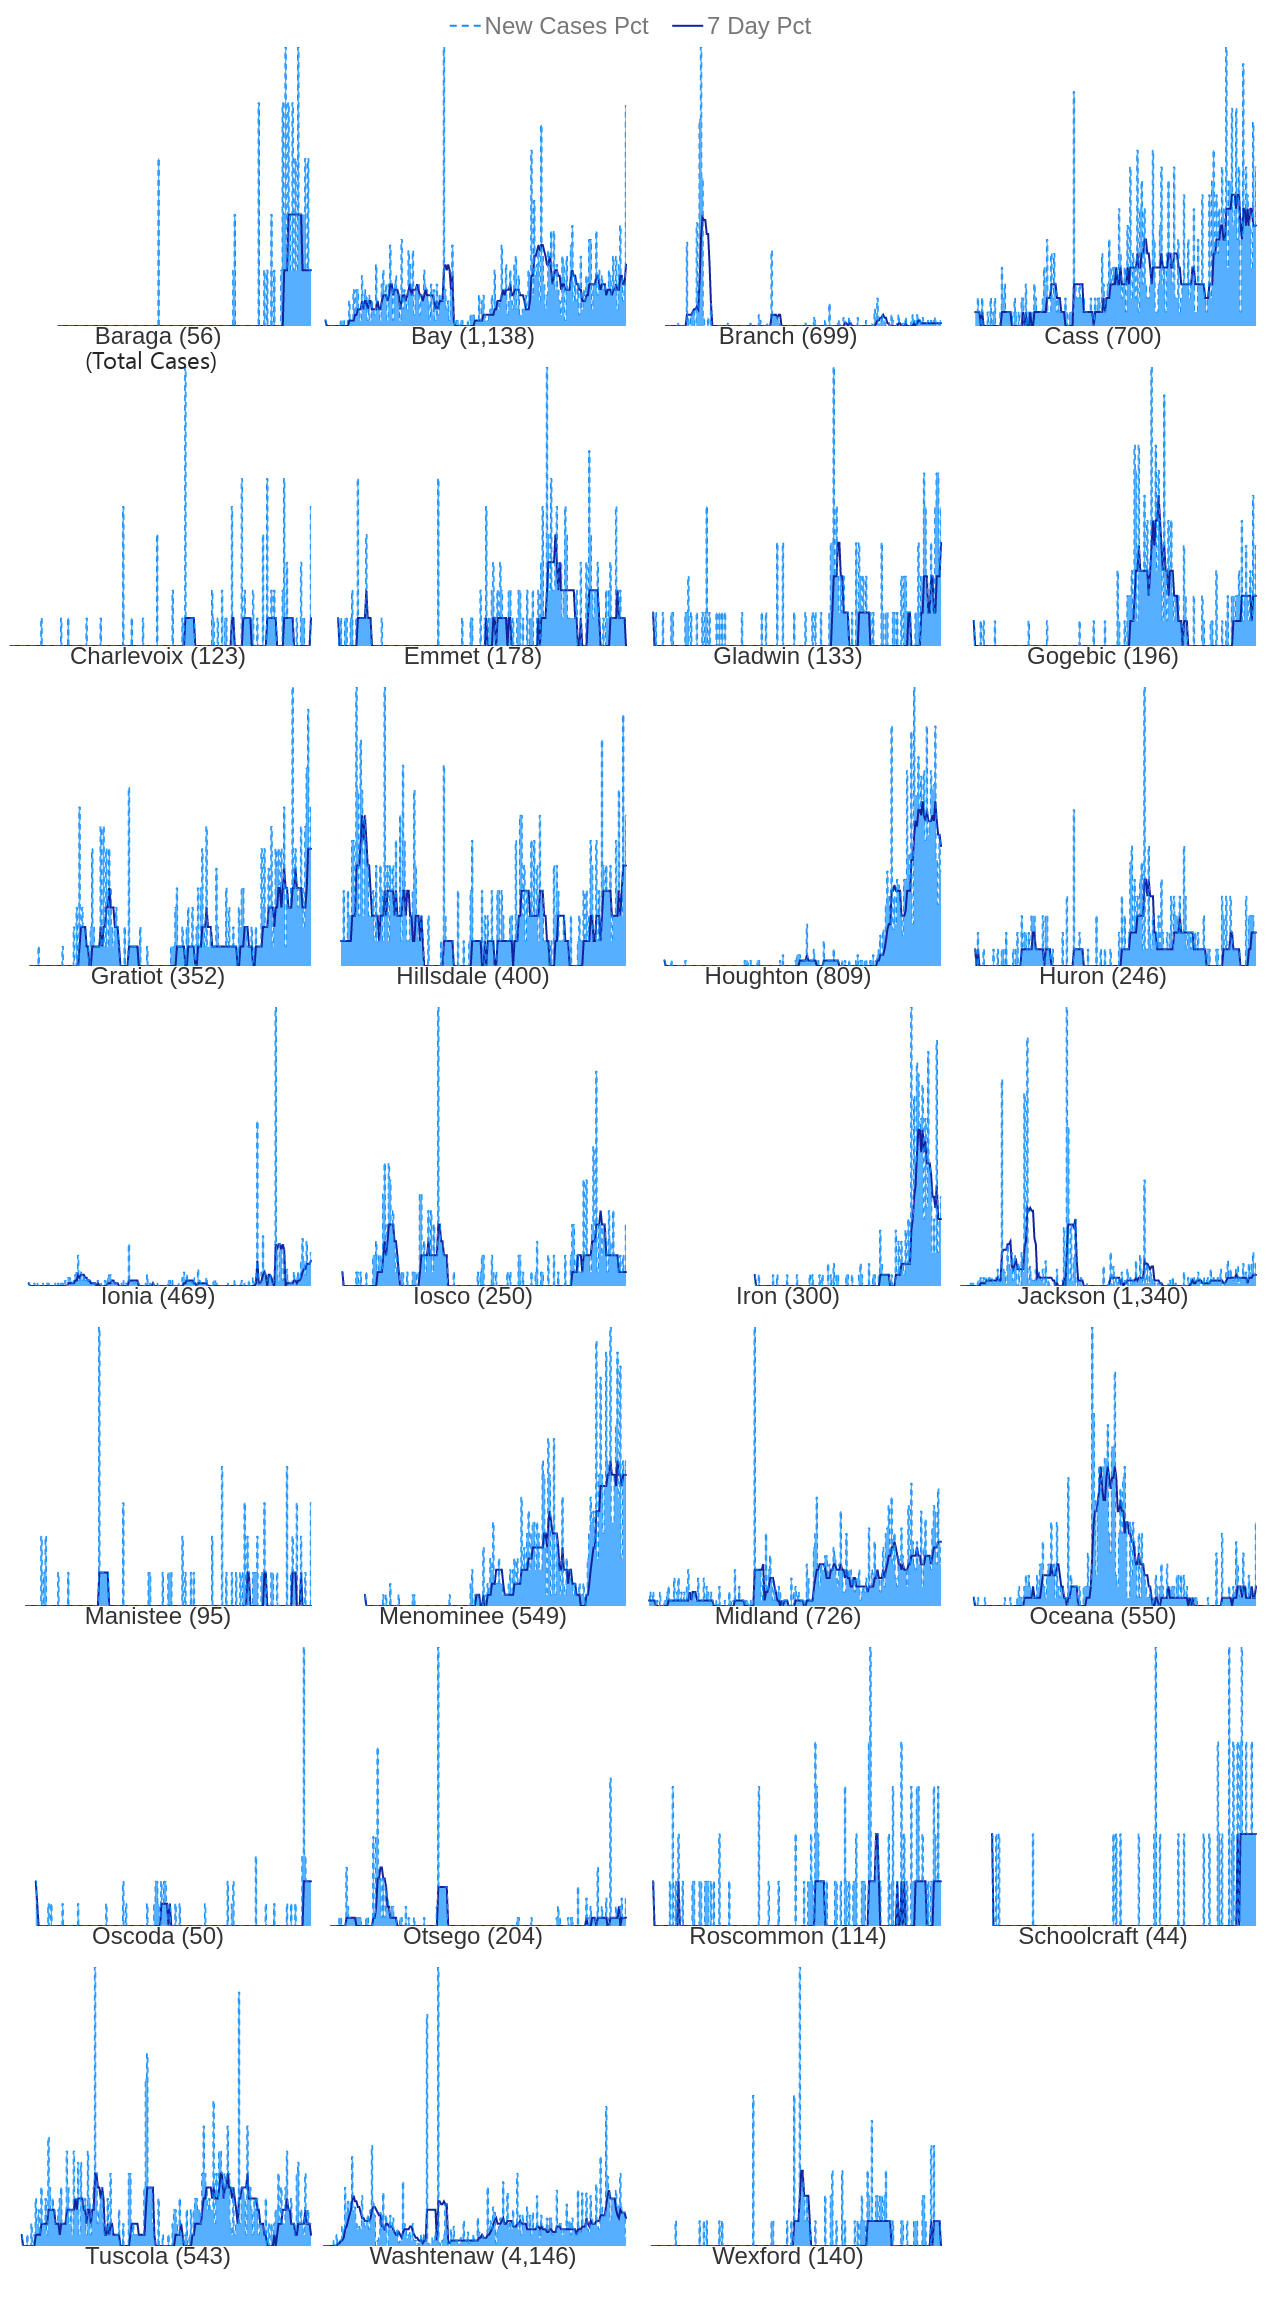 New Cases Pct 7 Day Pct
Baraga (56) Bay (1,138) Branch (699) Cass (700)
(Total Cases)
Charlevoix (123) Emmet (178) Gladwin (133) Gogebic (196)
Gratiot (352) Hillsdale (400) Houghton (809) Huron (246)
Ionia (469) Iosco (250) Iron (300) Jackson (1,340)
Manistee (95) Menominee (549) Midland (726) Oceana (550)
Oscoda (50) Otsego (204) Roscommon (114) Schoolcraft (44)
Tuscola (543) Washtenaw (4,146) Wexford (140)